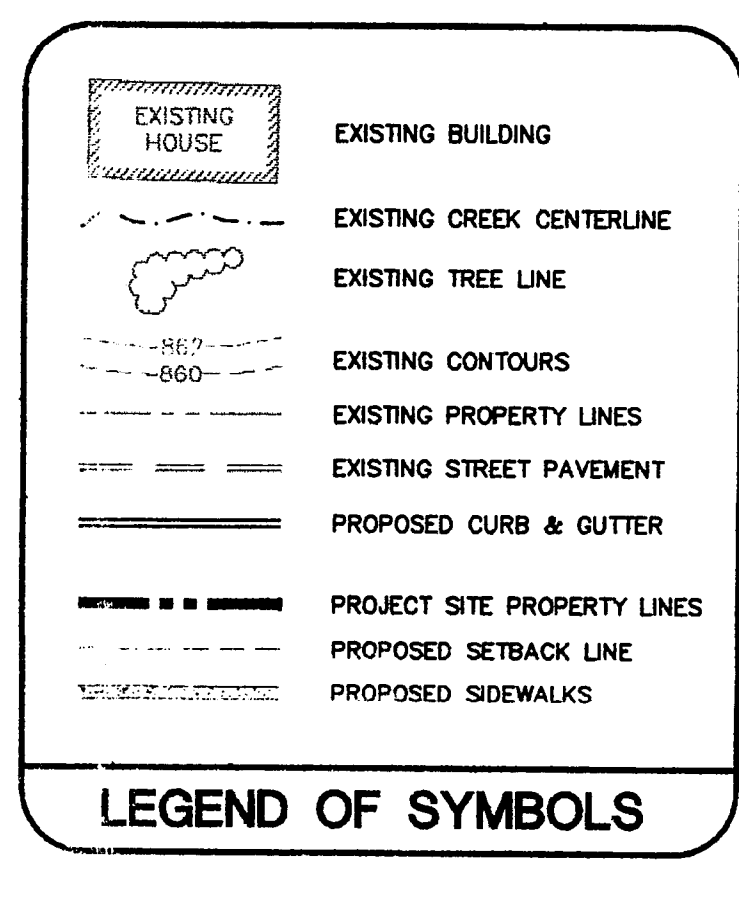 EXISTING
HOUSE
EXISTING BUILDING
EXISTING CREEK CENTERLINE
EXISTING TREE LINE
862
860
EXISTING CONTOURS
EXISTING PROPERTY LINES
EXISTING STREET PAVEMENT
PROPOSED CURB & GUTTER
PROJECT SITE PROPERTY LINES
PROPOSED SETBACK LINE
PROPOSED SIDEWALKS
LEGEND OF SYMBOLS